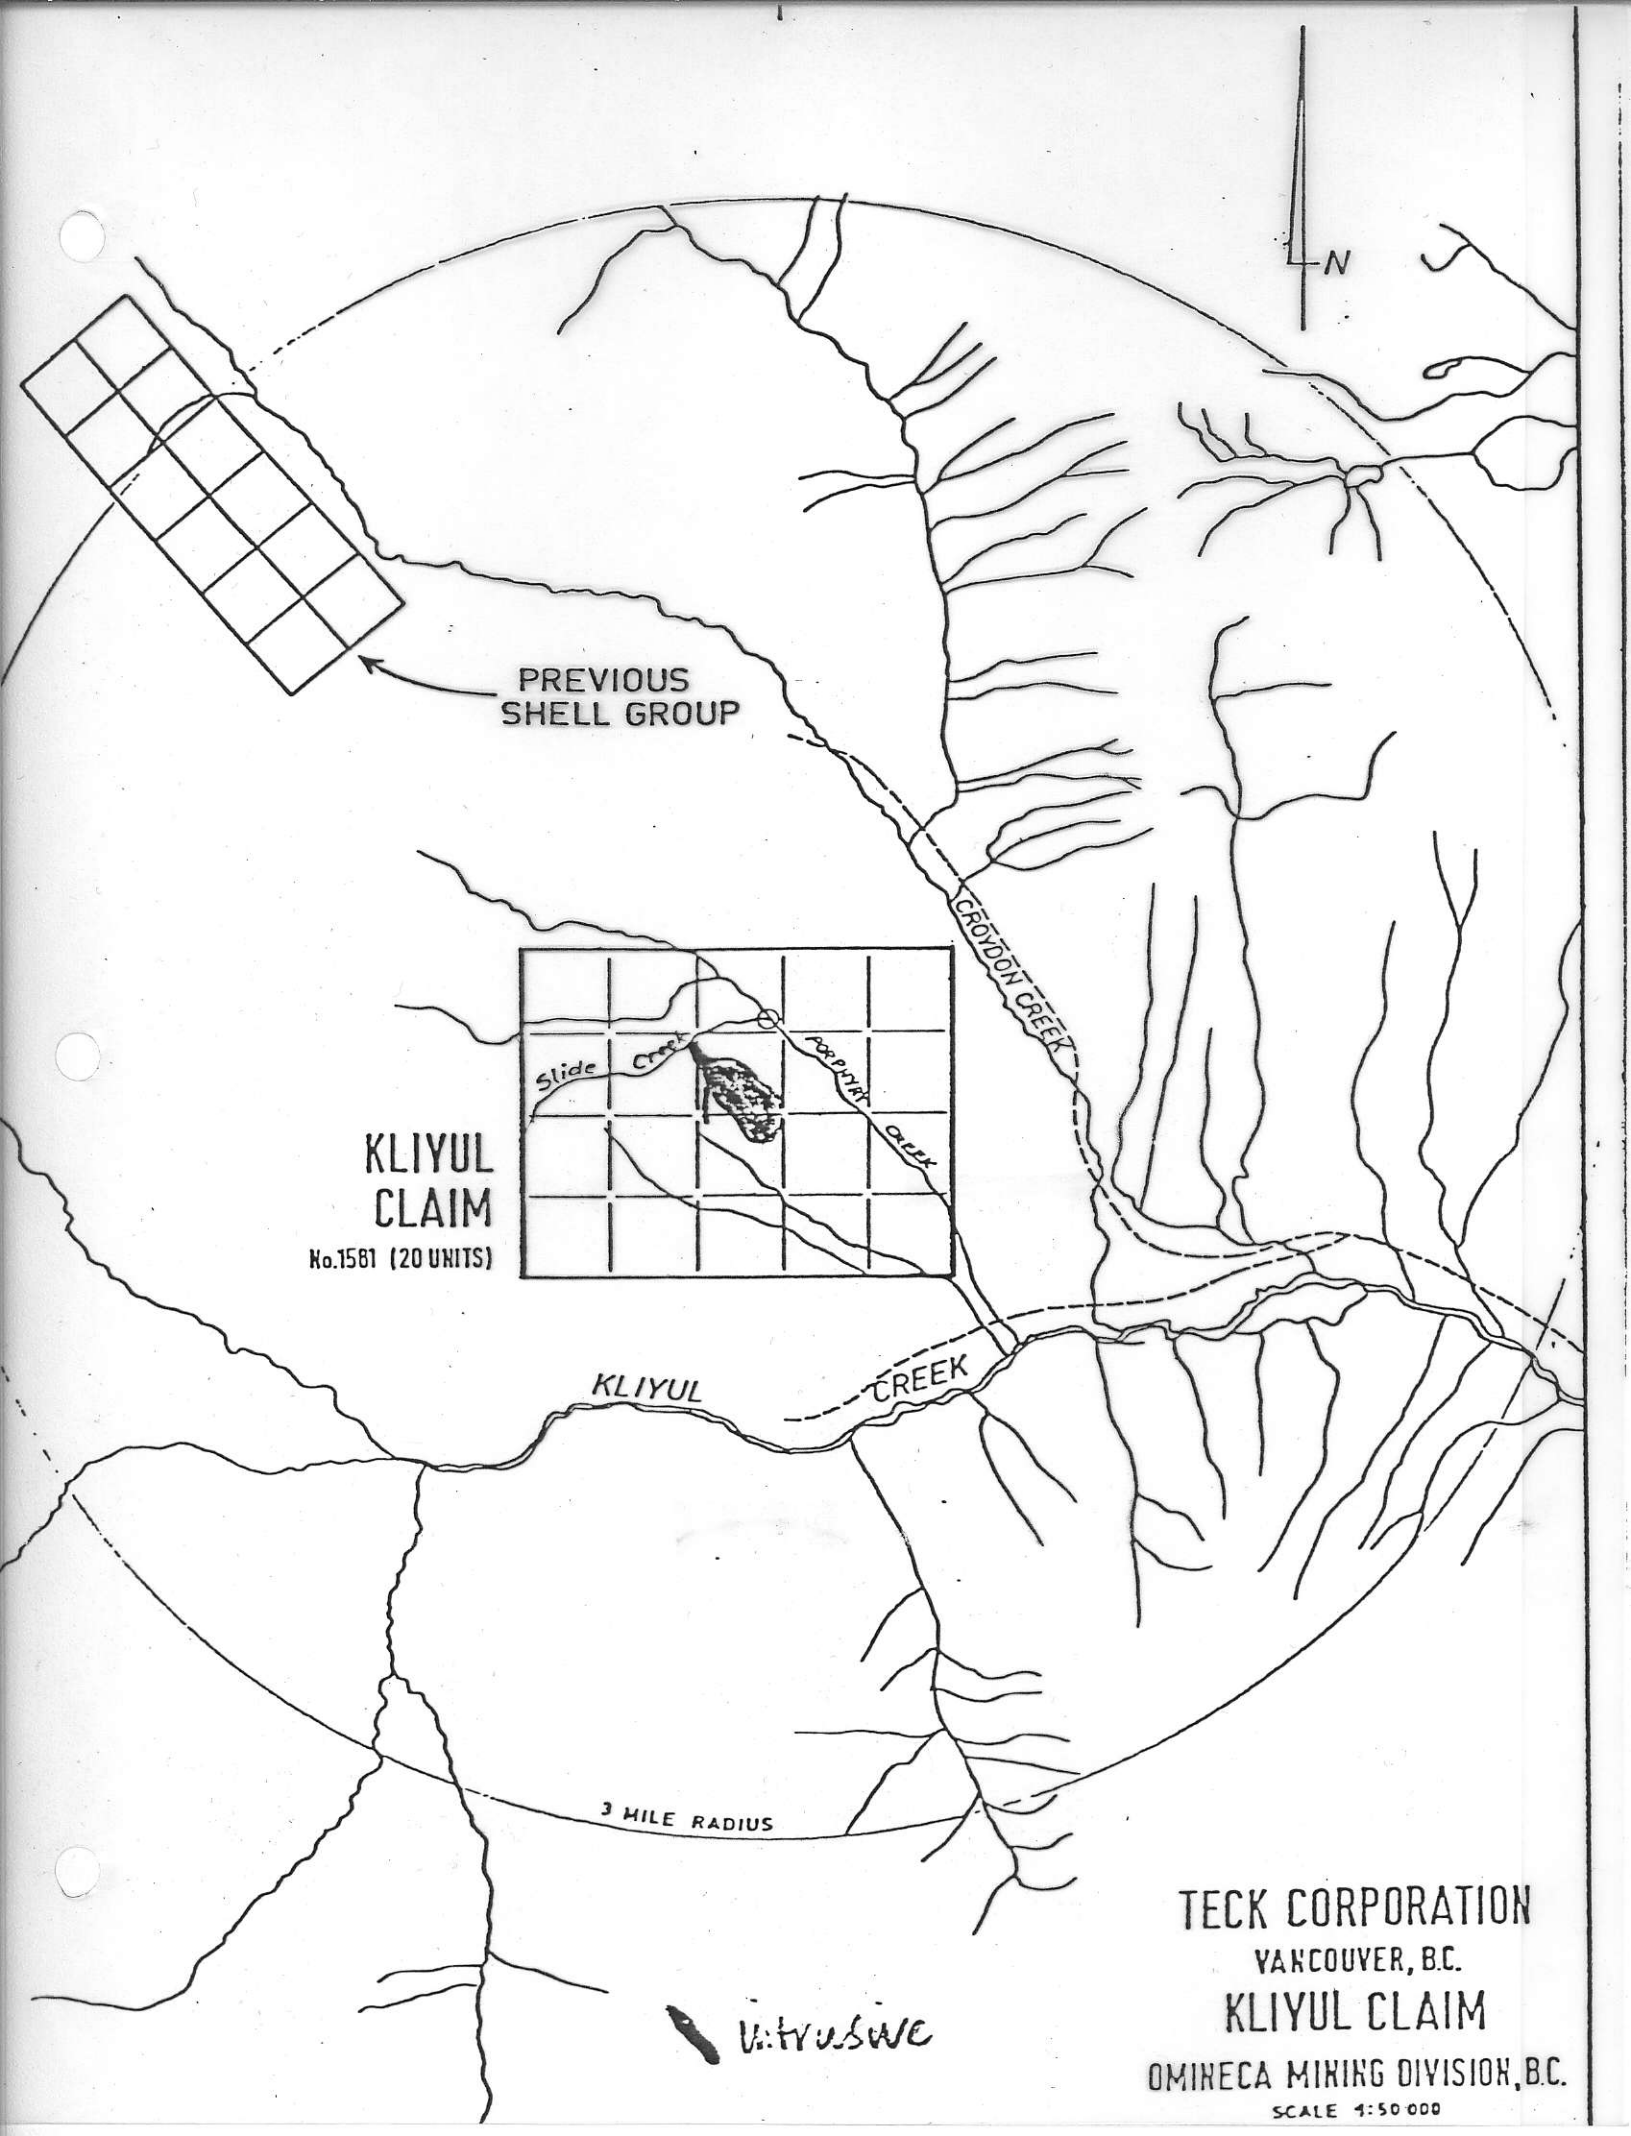 N
PREVIOUS
SHELL GROUP
CROYDON CREEK
Slide Creek
PORPHYRY CREEK
KLIYUL
CLAIM
No.1581 (20 UNITS)
KLIYUL CREEK
3 MILE RADIUS
intrusive
TECK CORPORATION
VANCOUVER, B.C.
KLIYUL CLAIM
OMINECA MINING DIVISION, B.C.
SCALE 1:50 000